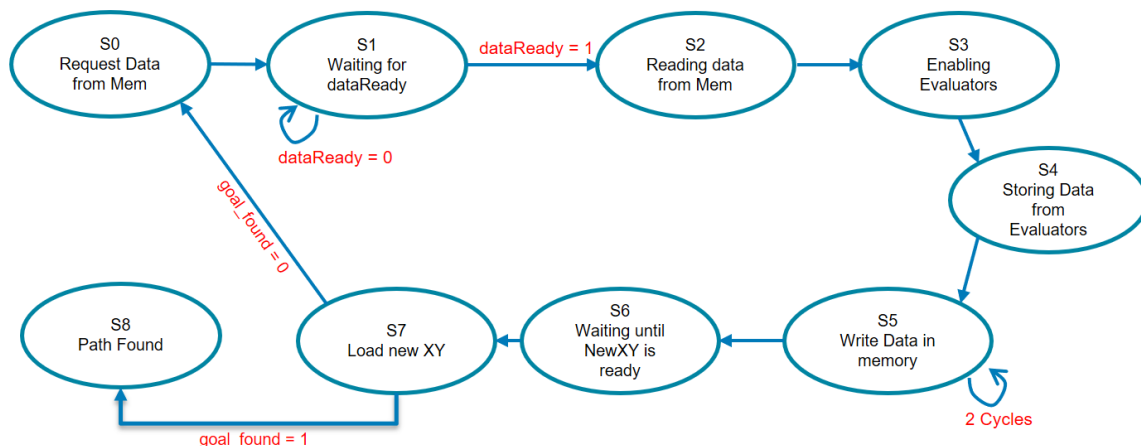 S0
Request Data
from Mem
S1
Waiting for
dataReady
dataReady = 1
S2
Reading data
from Mem
S3
Enabling
Evaluators
dataReady = 0
S4
Storing Data
from
Evaluators
goal_found = 0
S8
Path Found
S7
Load new XY
S6
Waiting until
NewXY is
ready
S5
Write Data in
memory
2 Cycles
goal_found = 1